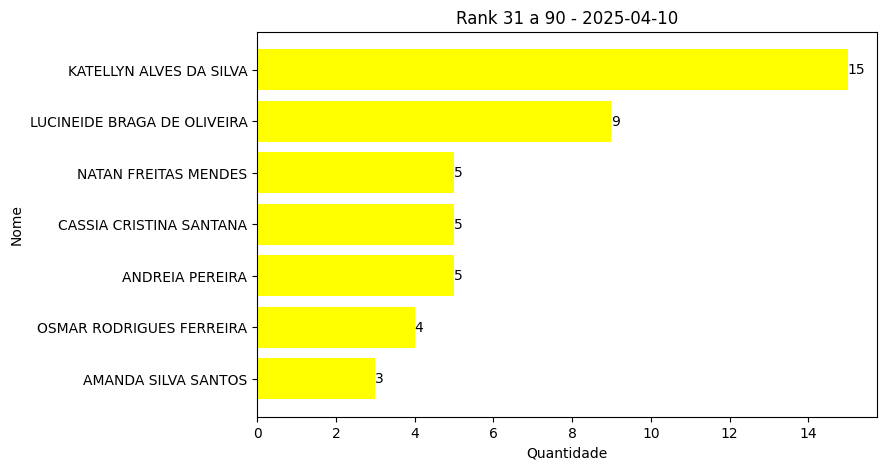 Rank 31 a 90 - 2025-04-10
KATELLYN ALVES DA SILVA
15
LUCINEIDE BRAGA DE OLIVEIRA
9
NATAN FREITAS MENDES
5
CASSIA CRISTINA SANTANA
5
ANDREIA PEREIRA
5
OSMAR RODRIGUES FERREIRA
4
AMANDA SILVA SANTOS
3
Nome
0 2 4 6 8 10 12 14
Quantidade